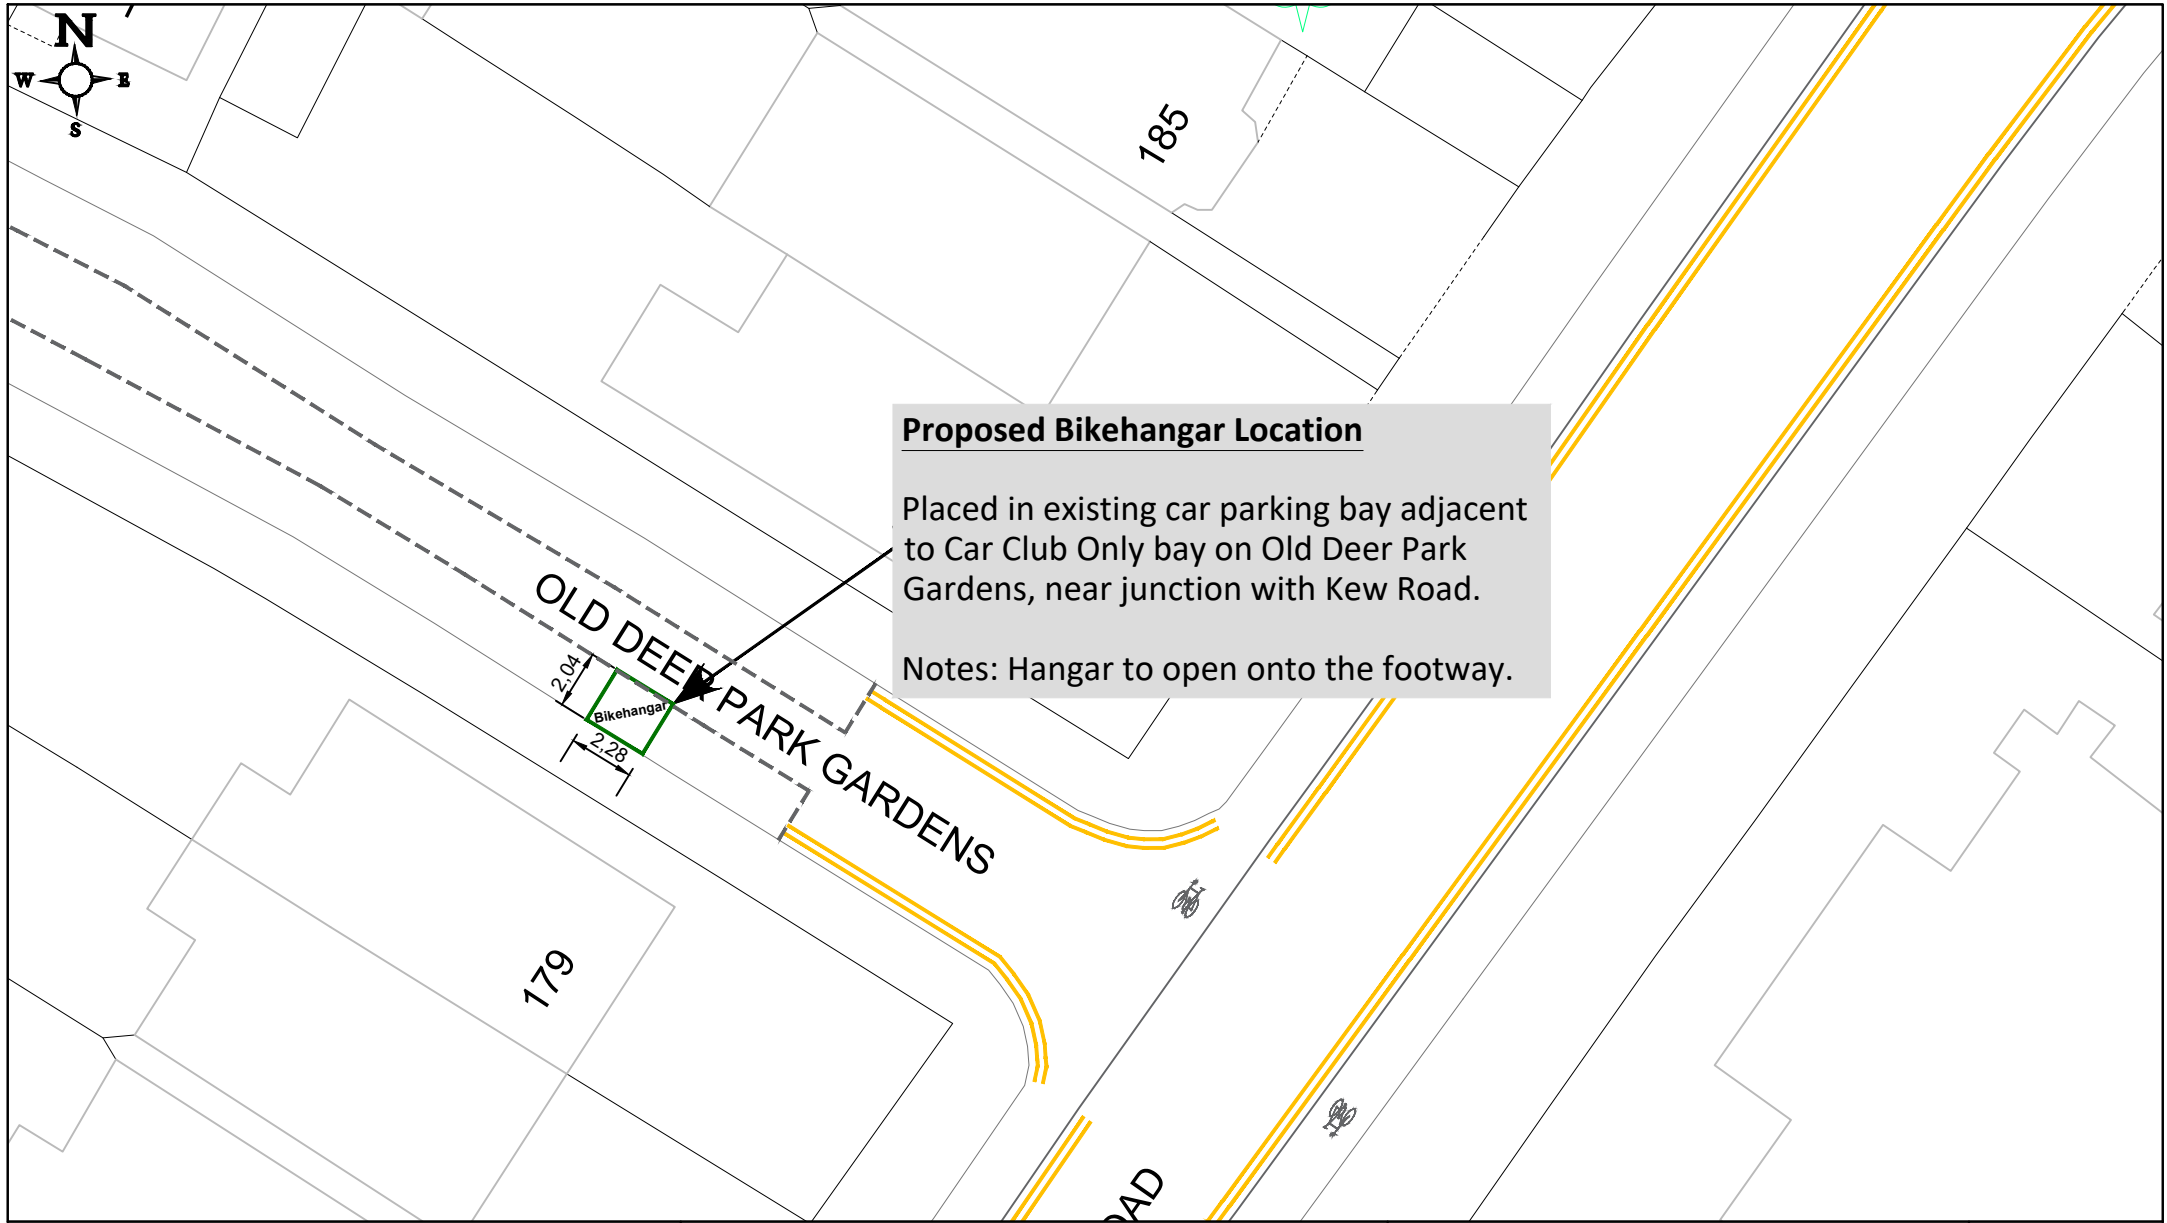 N
W
E
S
185
Proposed Bikehangar Location
Placed in existing car parking bay adjacent
to Car Club Only bay on Old Deer Park
Gardens, near junction with Kew Road.
Notes: Hangar to open onto the footway.
OLD DEER PARK GARDENS
2,04
Bikehangar
2,28
179
OAD